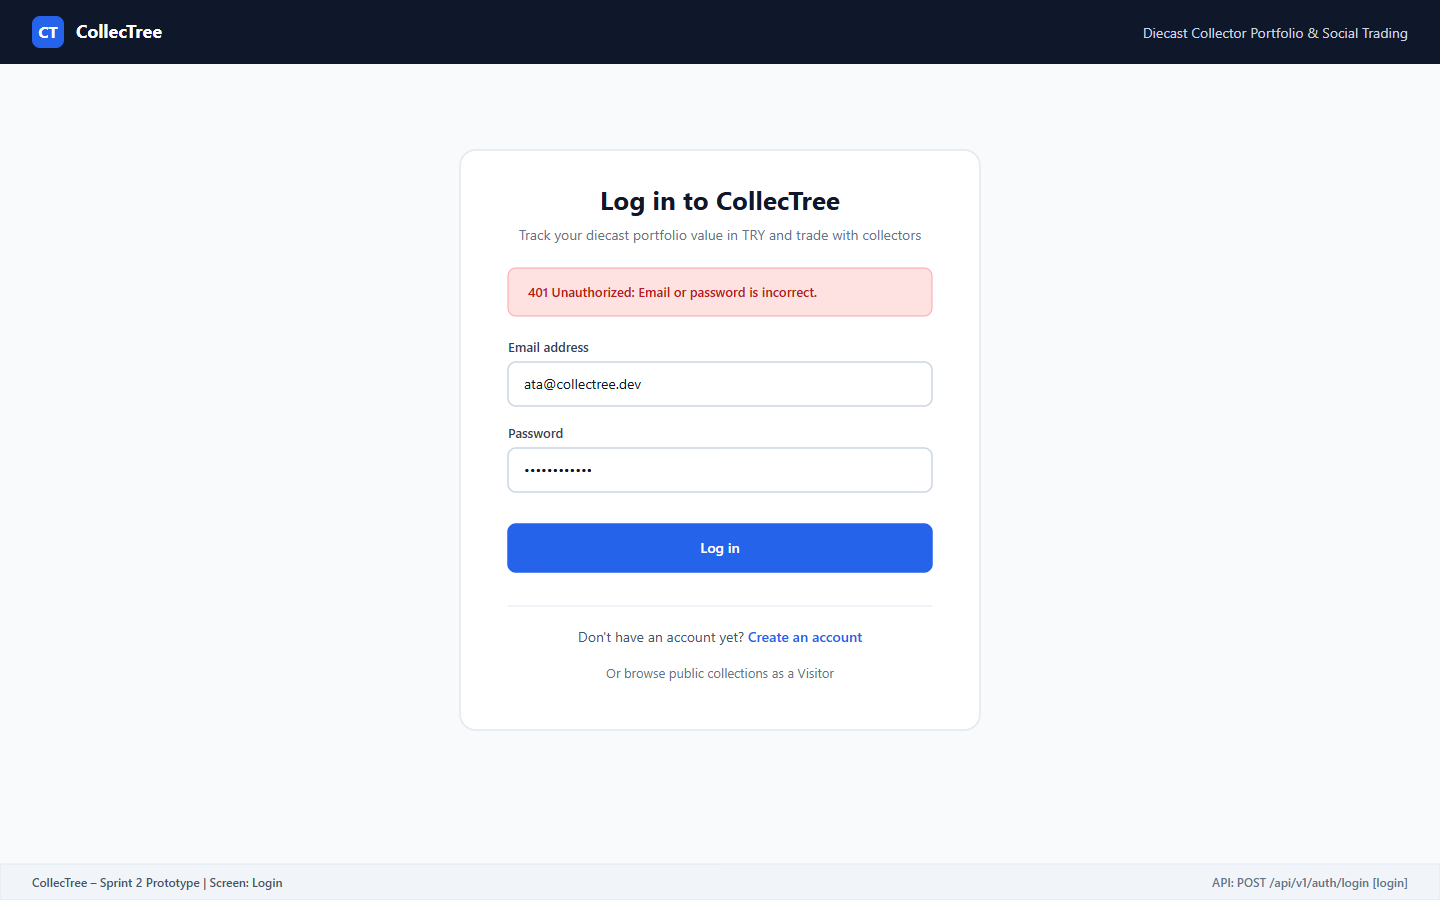 CT CollecTree
Diecast Collector Portfolio & Social Trading
Log in to CollecTree
Track your diecast portfolio value in TRY and trade with collectors
401 Unauthorized: Email or password is incorrect.
Email address
ata@collectree.dev
Password
••••••••••••
Log in
Don't have an account yet? Create an account
Or browse public collections as a Visitor
CollecTree – Sprint 2 Prototype | Screen: Login
API: POST /api/v1/auth/login [login]